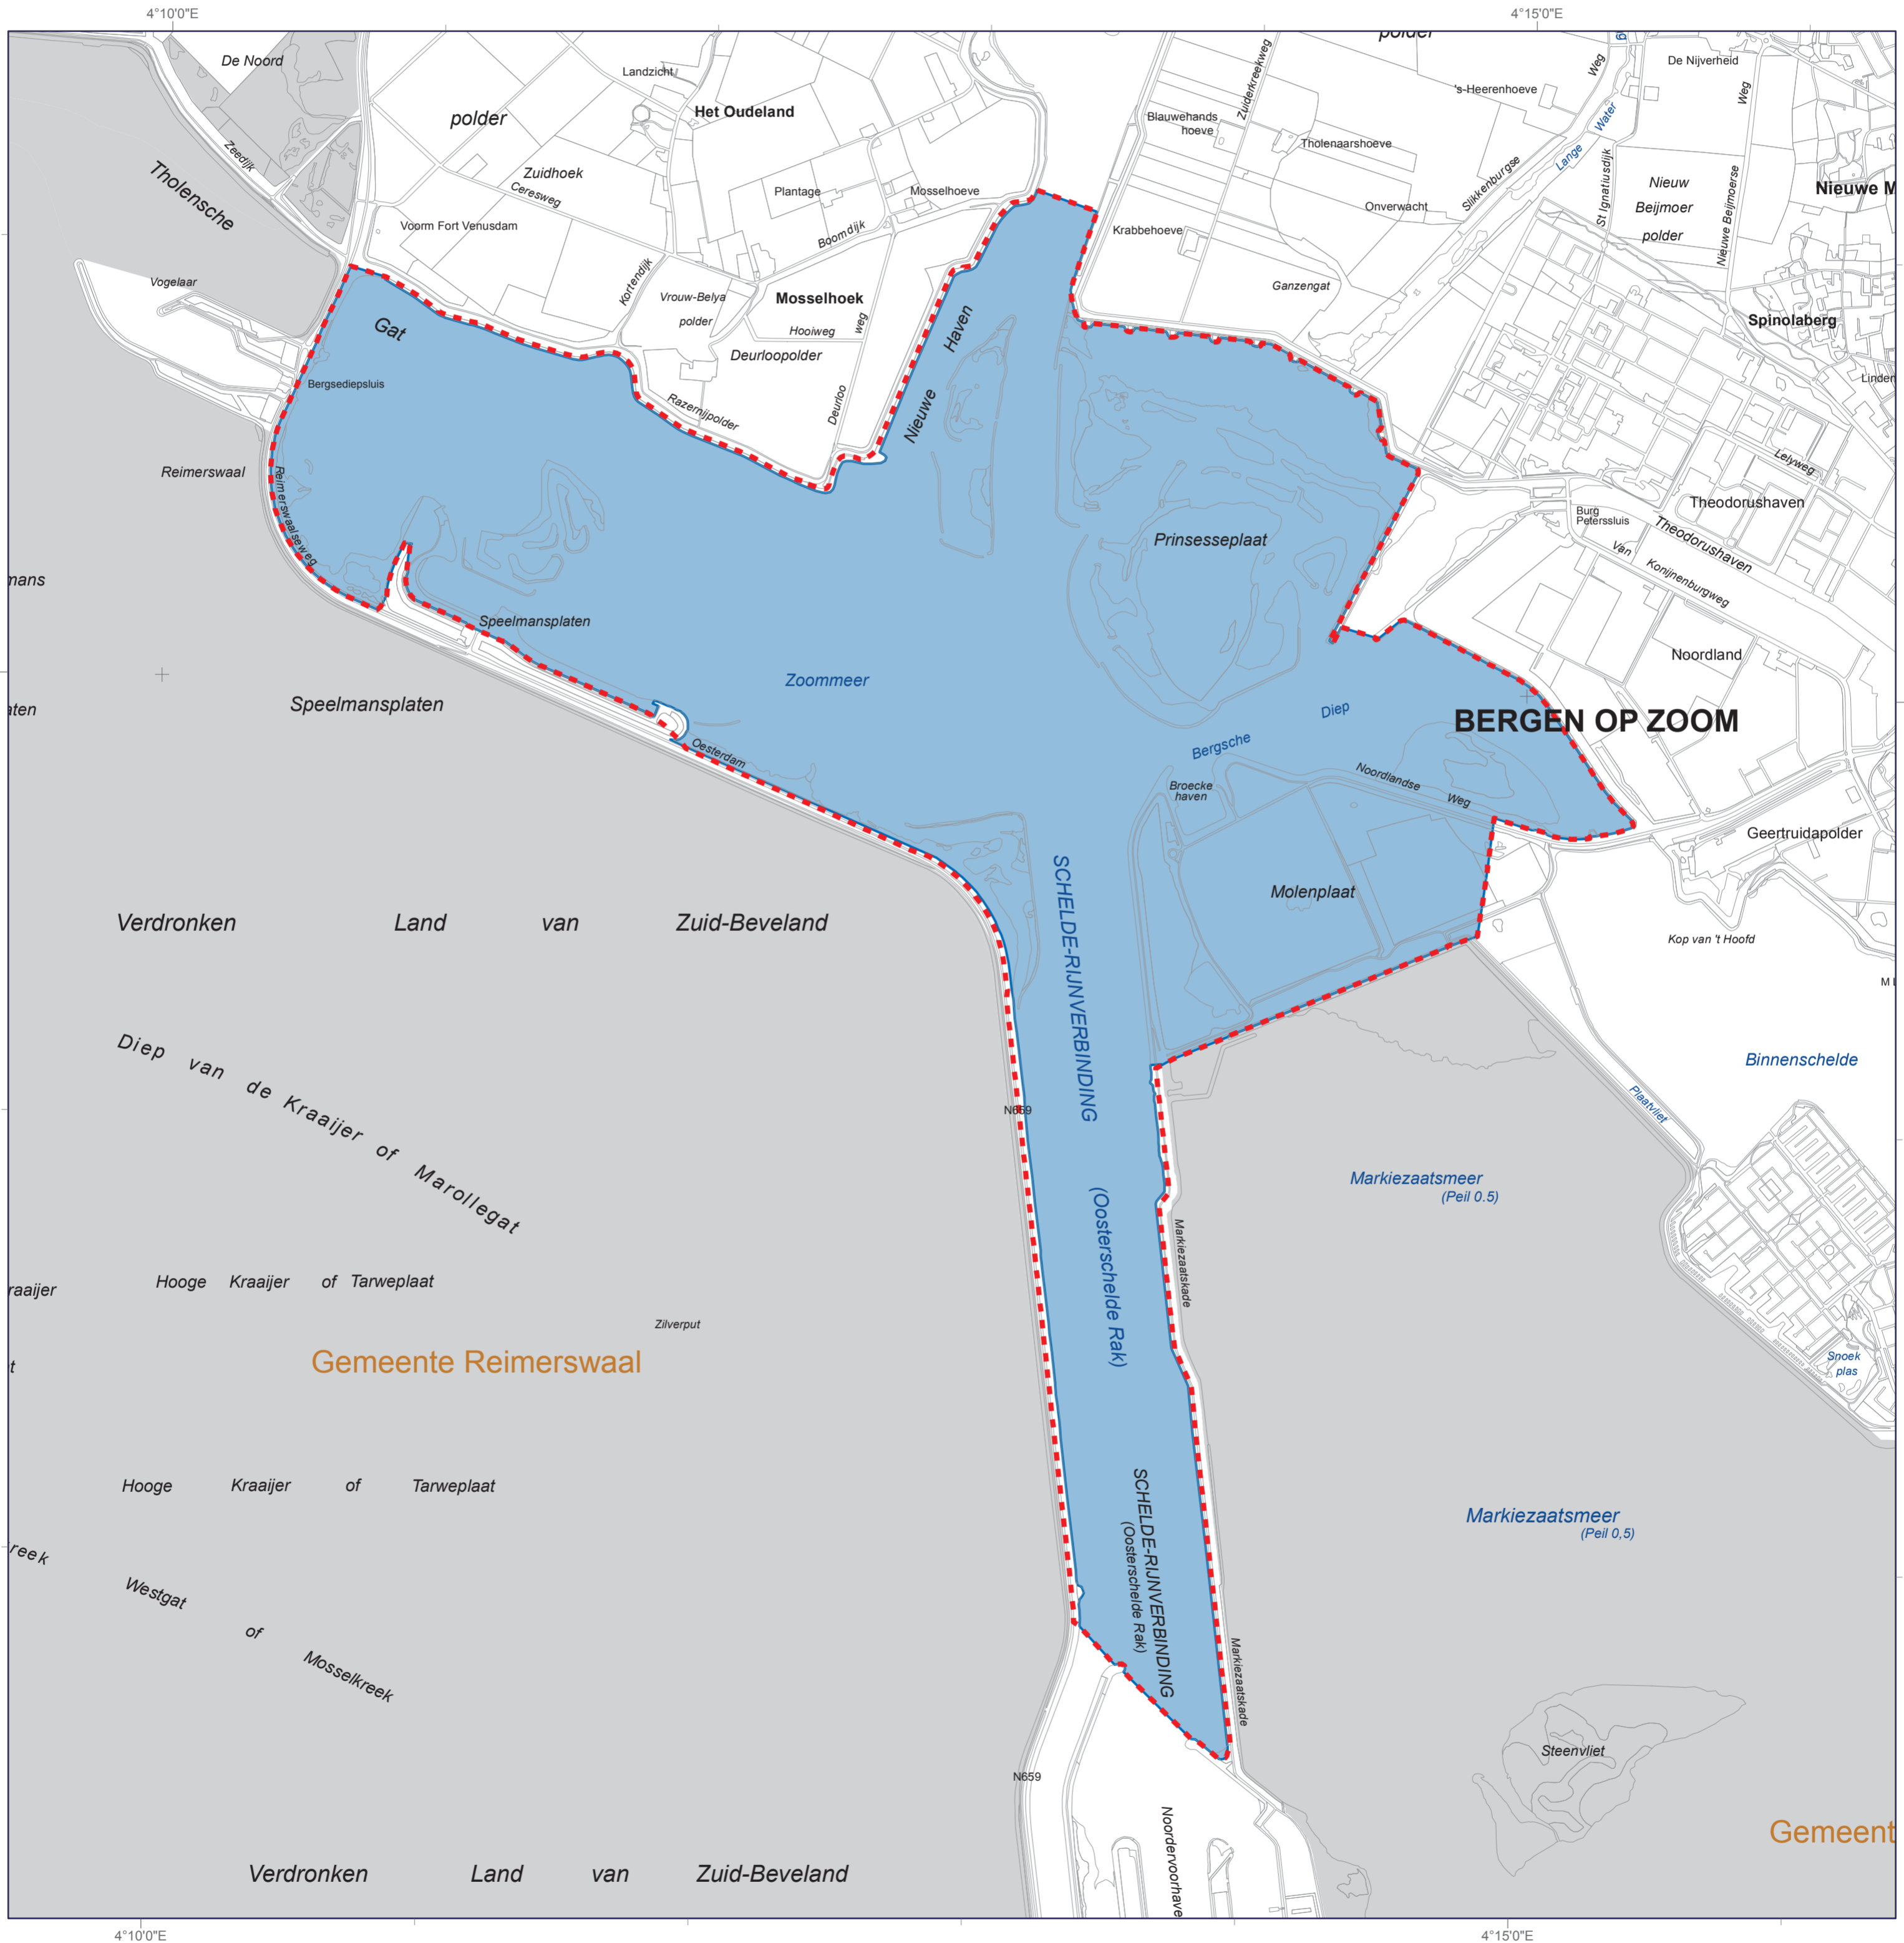 4°10'0"E
4°15'0"E
De Noord
Landzicht
polder
Het Oudeland
polder
Zuiderkreekweg
's-Heerenhoeve
Weg
De Nijverheid
Weg
Blauwehands
hoeve
Water
Lange
Tholenaarshoeve
Zeedijk
Tholensche
Zuidhoek
Ceresweg
Plantage
Mosselhoeve
Slikkenburgse
St Ignatiusdijk
Nieuw
Beijmoer
polder
Nieuwe Beijmoerse
Nieuwe M
Onverwacht
Voorm Fort Venusdam
Boomdijk
Krabbehoeve
Vogelaar
Kortendijk
Vrouw-Belya
polder
Mosselhoek
Hooiweg
weg
Deurloopolder
Ganzengat
Spinolaberg
Gat
Haven
Nieuwe
Bergsediepsluis
Razernijpolder
Deurloo
Linden
Reimerswaal
Reimerswaalseweg
Lelyweg
Theodorushaven
Burg
Peterssluis
Theodorushaven
Van
Konijnenburgweg
Prinsesseplaat
mans
Speelmansplaten
Noordland
Zoommeer
Speelmansplaten
aten
Diep
BERGEN OP ZOOM
Bergsche
Oesterdam
Noordlandse
Weg
Broecke
haven
Geertruidapolder
Molenplaat
SCHELDE-RIJNVERBINDING
Verdronken Land van Zuid-Beveland
Kop van 't Hoofd
M
Diep van de Kraaijer of Marollegat
Binnenschelde
Plaatvliet
N659
Markiezaatsmeer
(Peil 0.5)
(Oosterschelde Rak)
Markiezaatskade
Hooge Kraaijer of Tarweplaat
raaijer
Zilverput
Gemeente Reimerswaal
t
Snoek
plas
Hooge Kraaijer of Tarweplaat
SCHELDE-RIJNVERBINDING
(Oosterschelde Rak)
Markiezaatsmeer
(Peil 0,5)
reek
Westgat
of
Mosselkreek
Markiezaatskade
Steenvliet
N659
Noordervoorhave
Gemeent
Verdronken Land van Zuid-Beveland
4°10'0"E
4°15'0"E